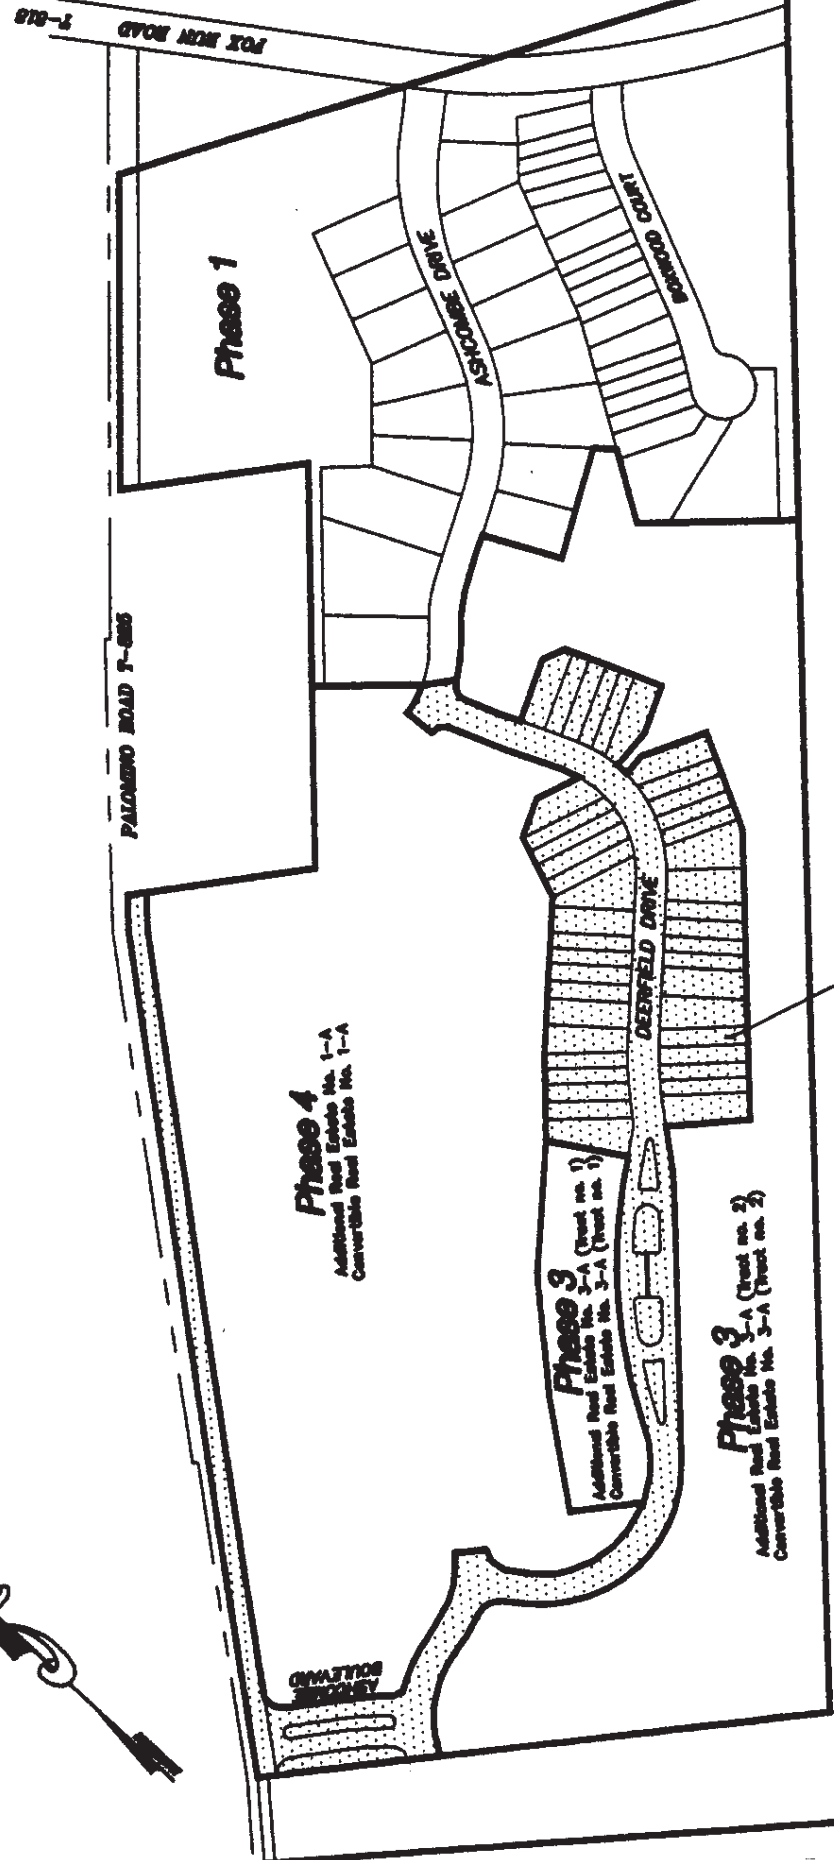 T-518
FOX RUN ROAD
Phase 1
ASHCOMBE DRIVE
BOXWOOD COURT
PALOMINO ROAD
DEERFIELD DRIVE
Phase 4
Additional Real Estate No. 1-A
Convertible Real Estate No. 1-A
Phase 3
Additional Real Estate No. 3-A (Tract no. 1)
Convertible Real Estate No. 3-A (Tract no. 1)
Phase 3
Additional Real Estate No. 3-A (Tract no. 2)
Convertible Real Estate No. 3-A (Tract no. 2)
ASHCOMBE
BOULEVARD